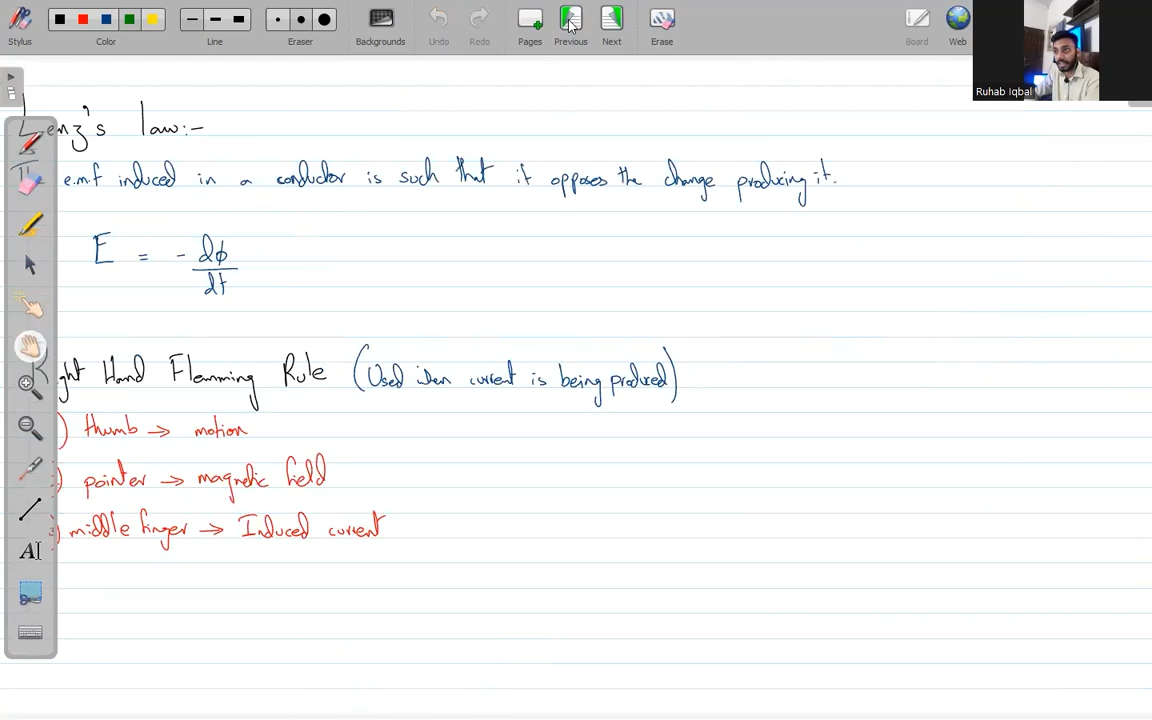 Stylus
Color
Line
Eraser
Backgrounds
Undo
Redo
Pages
Previous
Next
Erase
Board
Web
Ruhab Iqbal
Lenz's law:-
e.m.f induced in a conductor is such that it opposes the change producing it.
E = - dφ
dt
Right Hand Flemming Rule (Used when current is being produced)
) thumb → motion
) pointer → magnetic field
) middle finger → Induced current